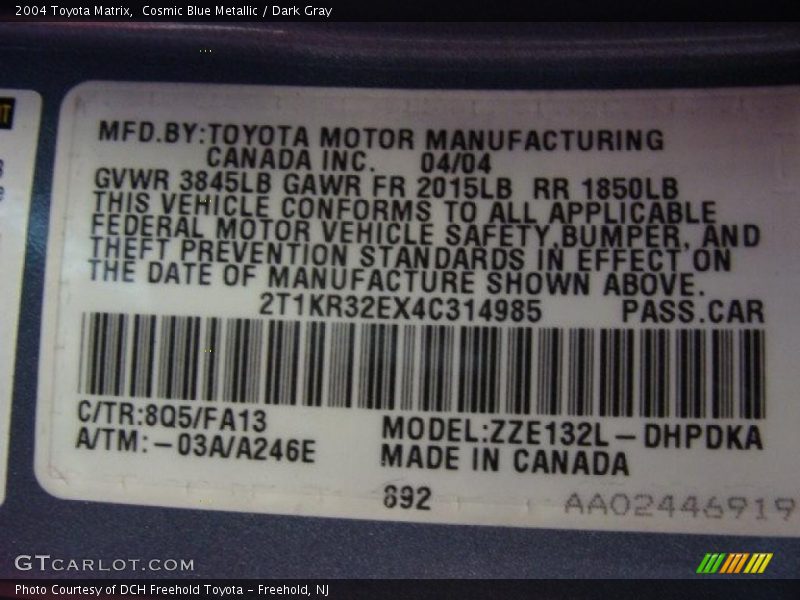 2004 Toyota Matrix,  Cosmic Blue Metallic / Dark Gray
MFD.BY:TOYOTA MOTOR MANUFACTURING
CANADA INC. 04/04
GVWR 3845LB GAWR FR 2015LB RR 1850LB
THIS VEHICLE CONFORMS TO ALL APPLICABLE
FEDERAL MOTOR VEHICLE SAFETY,BUMPER, AND
THEFT PREVENTION STANDARDS IN EFFECT ON
THE DATE OF MANUFACTURE SHOWN ABOVE.
2T1KR32EX4C314985 PASS.CAR
C/TR:8Q5/FA13
A/TM:-03A/A246E
MODEL:ZZE132L-DHPDKA
MADE IN CANADA
892
AA02446919
GTCARLOT.COM
Photo Courtesy of DCH Freehold Toyota - Freehold, NJ